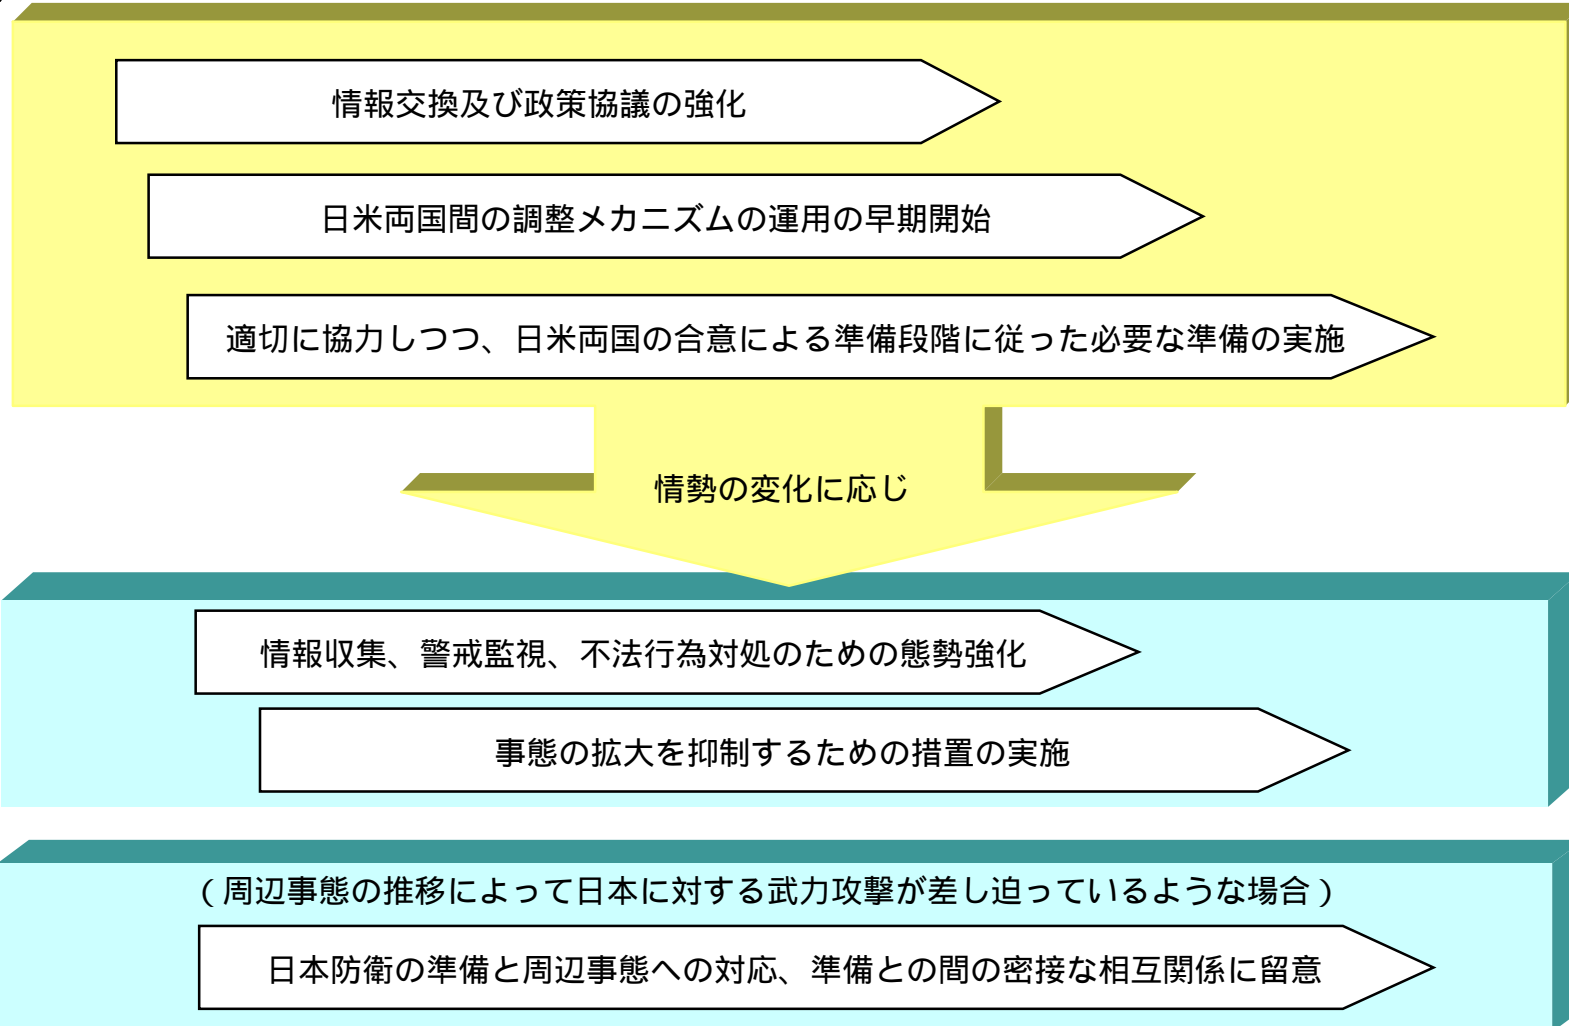 情報交換及び政策協議の強化
日米両国間の調整メカニズムの運用の早期開始
適切に協力しつつ、日米両国の合意による準備段階に従った必要な準備の実施
情勢の変化に応じ
情報収集、警戒監視、不法行為対処のための態勢強化
事態の拡大を抑制するための措置の実施
（周辺事態の推移によって日本に対する武力攻撃が差し迫っているような場合）
日本防衛の準備と周辺事態への対応、準備との間の密接な相互関係に留意